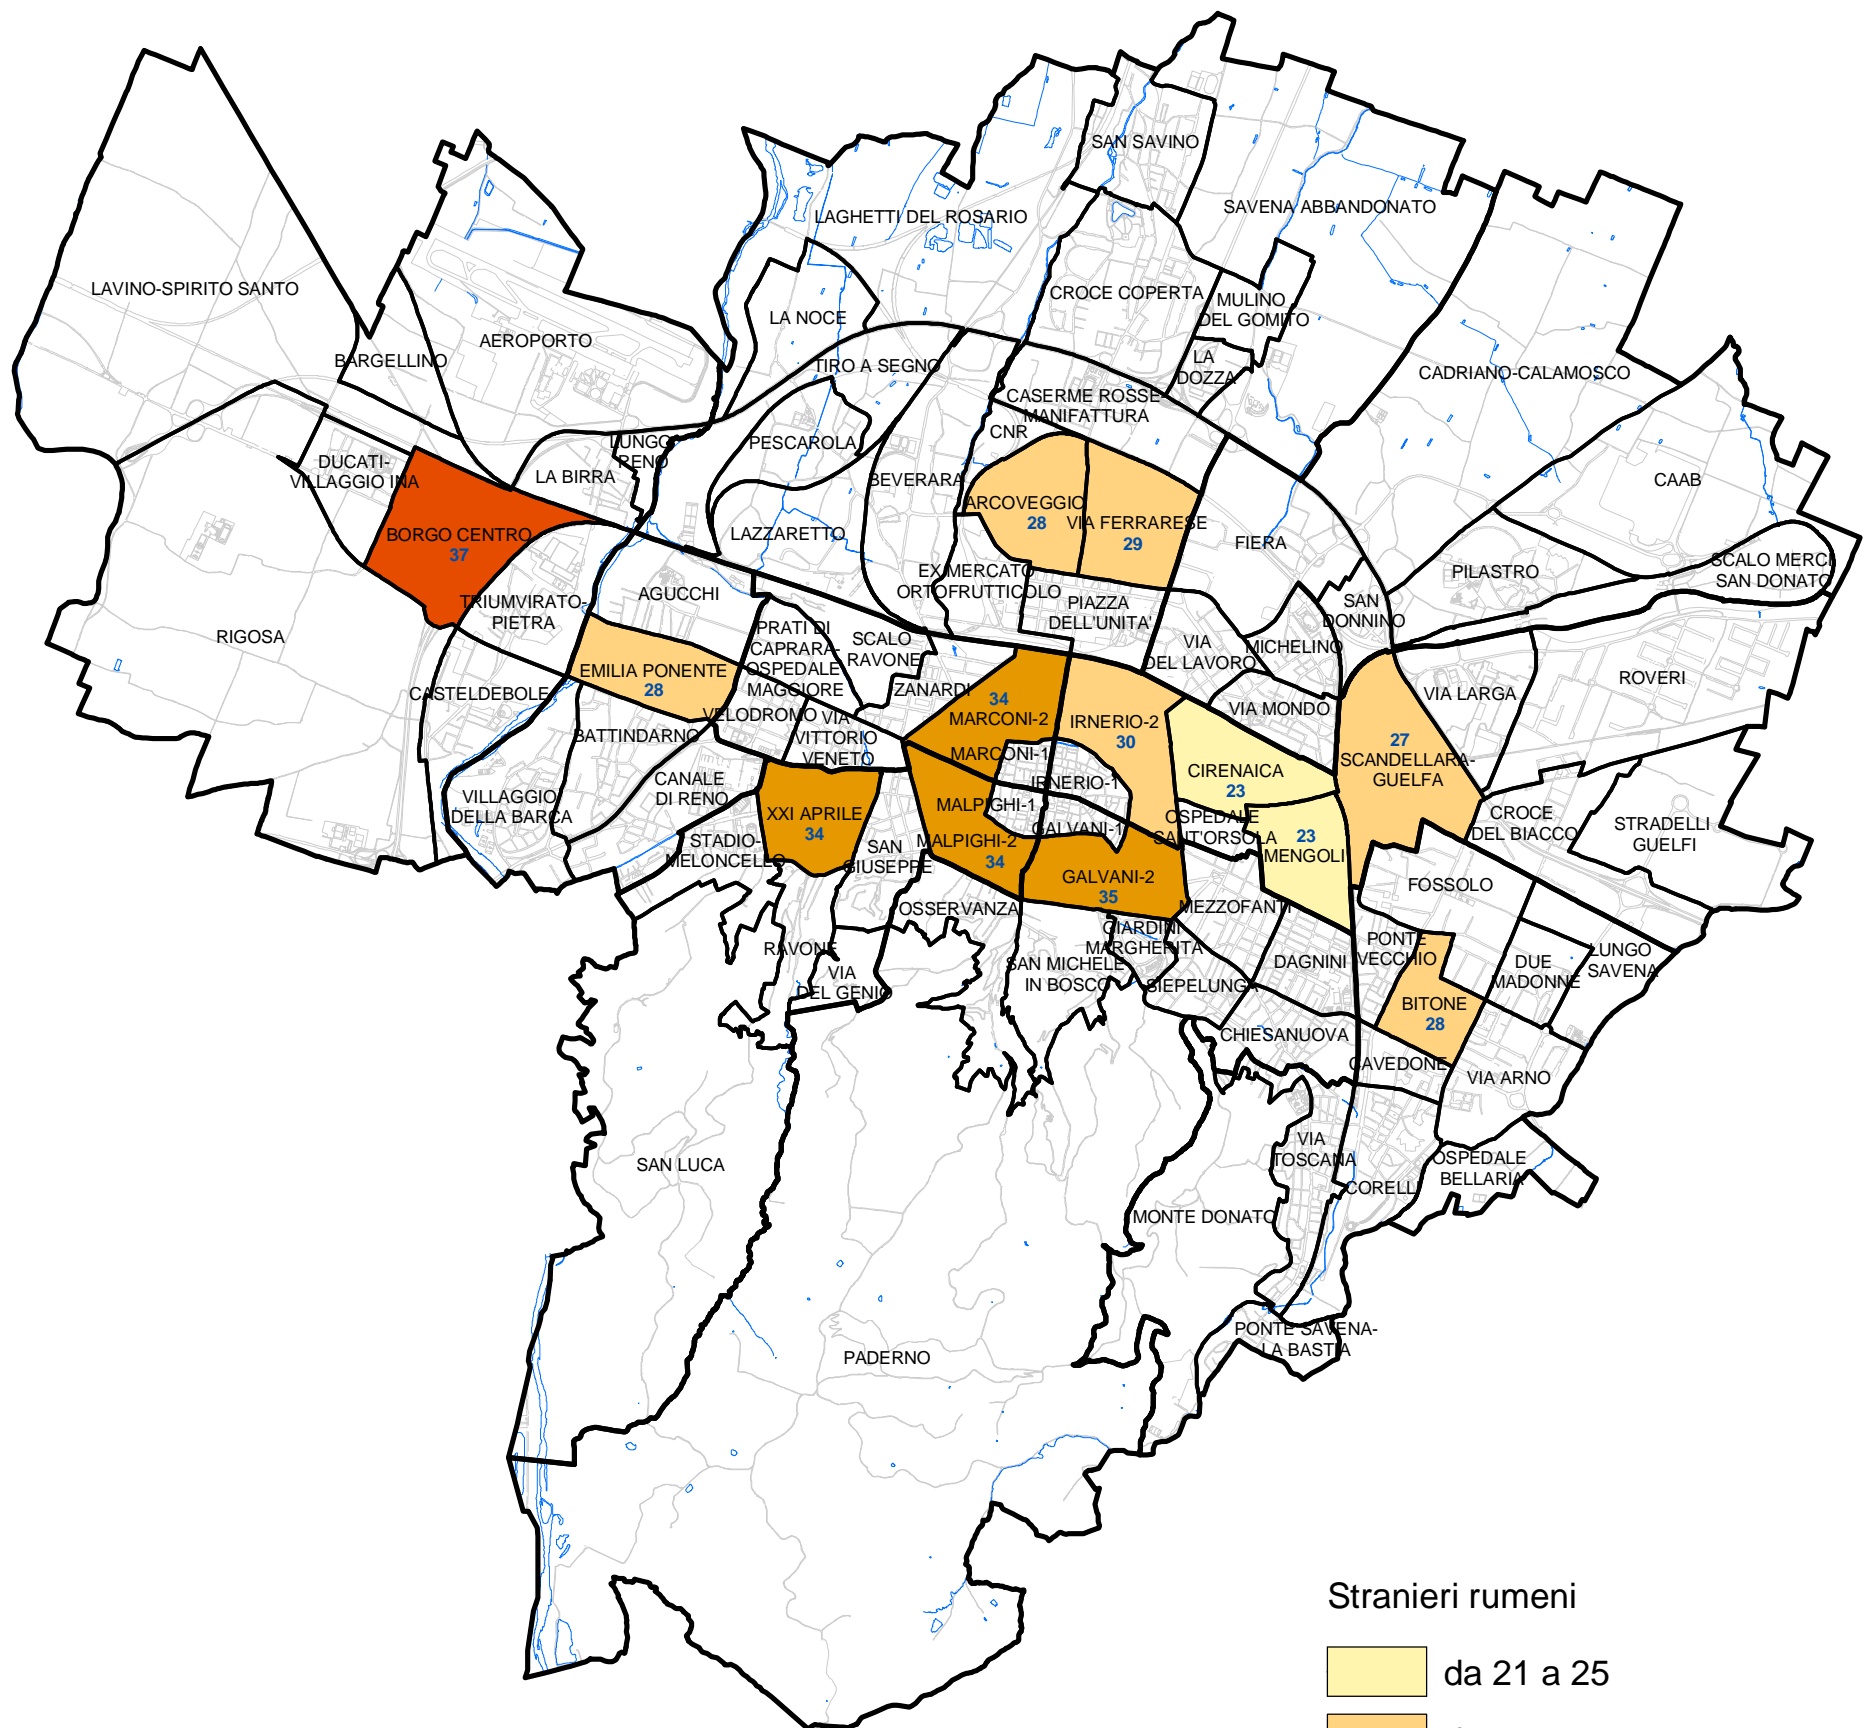 SAN SAVINO
LAGHETTI DEL ROSARIO
SAVENA ABBANDONATO
LAVINO-SPIRITO SANTO
CROCE COPERTA
MULINO
DEL GOMITO
LA NOCE
AEROPORTO
BARGELLINO
TIRO A SEGNO
LA
DOZZA
CADRIANO-CALAMOSCO
CASERME ROSSE-
MANIFATTURA
CNR
LUNGO
RENO
PESCAROLA
DUCATI-
VILLAGGIO INA
LA BIRRA
BEVERARA
CAAB
ARCOVEGGIO
28
VIA FERRARESE
29
BORGO CENTRO
37
LAZZARETTO
FIERA
EX MERCATO
ORTOFRUTTICOLO
PILASTRO
SCALO MERCI
SAN DONATO
AGUCCHI
TRIUMVIRATO-
PIETRA
PIAZZA
DELL'UNITA'
SAN
DONNINO
RIGOSA
PRATI DI
CAPRARA-
OSPEDALE
MAGGIORE
SCALO
RAVONE
VIA
DEL LAVORO
MICHELINO
EMILIA PONENTE
28
CASTELDEBOLE
ZANARDI
34
MARCONI-2
IRNERIO-2
30
VIA MONDO
VIA LARGA
ROVERI
VELODROMO
VIA
VITTORIO
VENETO
BATTINDARNO
MARCONI-1
27
SCANDELLARA-
GUELFA
CIRENAICA
23
CANALE
DI RENO
IRNERIO-1
VILLAGGIO
DELLA BARCA
XXI APRILE
34
MALPIGHI-1
GALVANI-1
OSPEDALE
SANT'ORSOLA
23
MENGOLI
CROCE
DEL BIACCO
STRADELLI
GUELFI
STADIO-
MELONCELLO
SAN
GIUSEPPE
MALPIGHI-2
34
GALVANI-2
35
FOSSOLO
OSSERVANZA
MEZZOFANTI
GIARDINI
MARGHERITA
RAVONE
PONTE
VECCHIO
LUNGO
SAVENA
SAN MICHELE
IN BOSCO
DAGNINI
DUE
MADONNE
VIA
DEL GENIO
SIEPELUNGA
BITONE
28
CHIESANUOVA
CAVEDONE
VIA ARNO
VIA
TOSCANA
OSPEDALE
BELLARIA
SAN LUCA
CORELLI
MONTE DONATO
PONTE SAVENA-
LA BASTIA
PADERNO
Stranieri rumeni
da 21 a 25